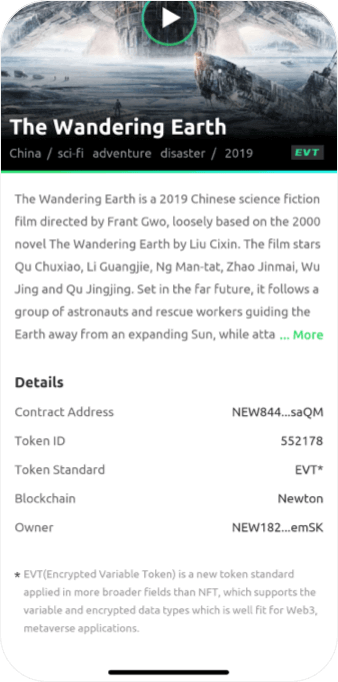 The Wandering Earth
China / sci-fi adventure disaster / 2019 EVT
The Wandering Earth is a 2019 Chinese science fiction
film directed by Frant Gwo, loosely based on the 2000
novel The Wandering Earth by Liu Cixin. The film stars
Qu Chuxiao, Li Guangjie, Ng Man-tat, Zhao Jinmai, Wu
Jing and Qu Jingjing. Set in the far future, it follows a
group of astronauts and rescue workers guiding the
Earth away from an expanding Sun, while atta ... More
Details
Contract Address NEW844...saQM
Token ID 552178
Token Standard EVT*
Blockchain Newton
Owner NEW182...emSK
* EVT(Encrypted Variable Token) is a new token standard
applied in more broader fields than NFT, which supports the
variable and encrypted data types which is well fit for Web3,
metaverse applications.